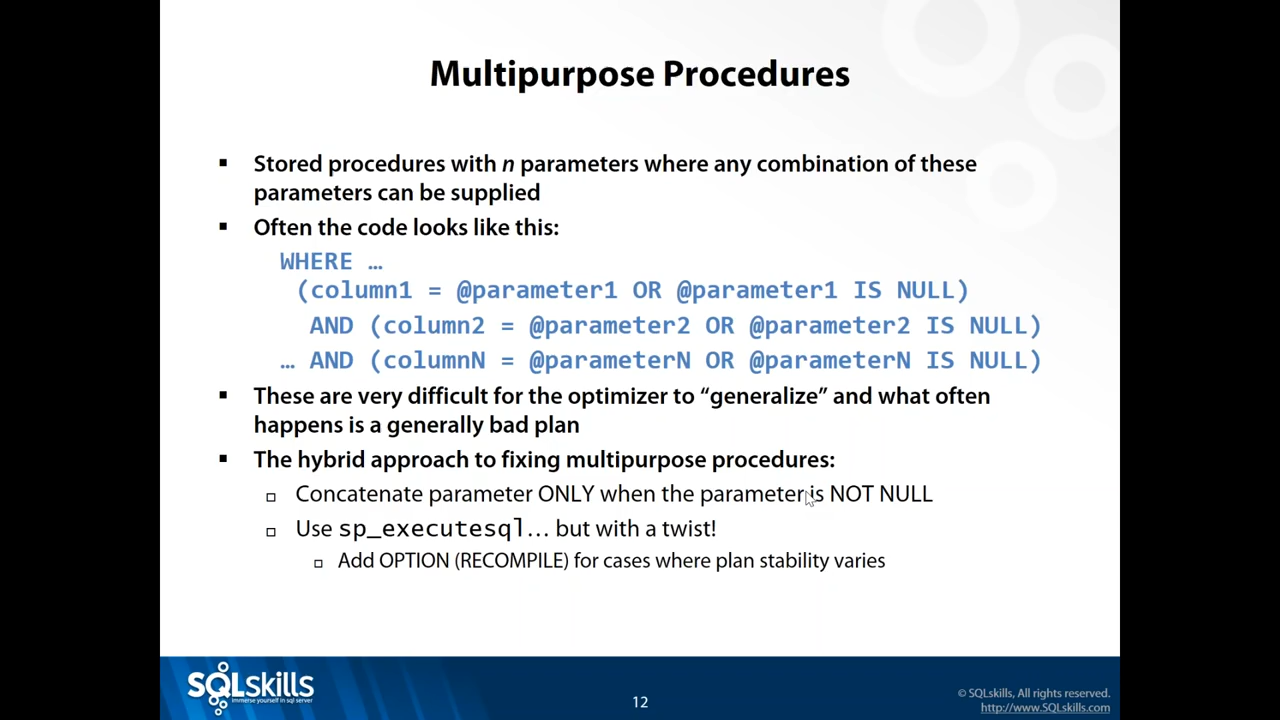 Multipurpose Procedures
▪ Stored procedures with n parameters where any combination of these
parameters can be supplied
▪ Often the code looks like this:
WHERE …
(column1 = @parameter1 OR @parameter1 IS NULL)
AND (column2 = @parameter2 OR @parameter2 IS NULL)
… AND (columnN = @parameterN OR @parameterN IS NULL)
▪ These are very difficult for the optimizer to “generalize” and what often
happens is a generally bad plan
▪ The hybrid approach to fixing multipurpose procedures:
□ Concatenate parameter ONLY when the parameter is NOT NULL
□ Use sp_executesql… but with a twist!
□ Add OPTION (RECOMPILE) for cases where plan stability varies
SQLskills
immerse yourself in sql server
12
© SQLskills, All rights reserved.
http://www.SQLskills.com